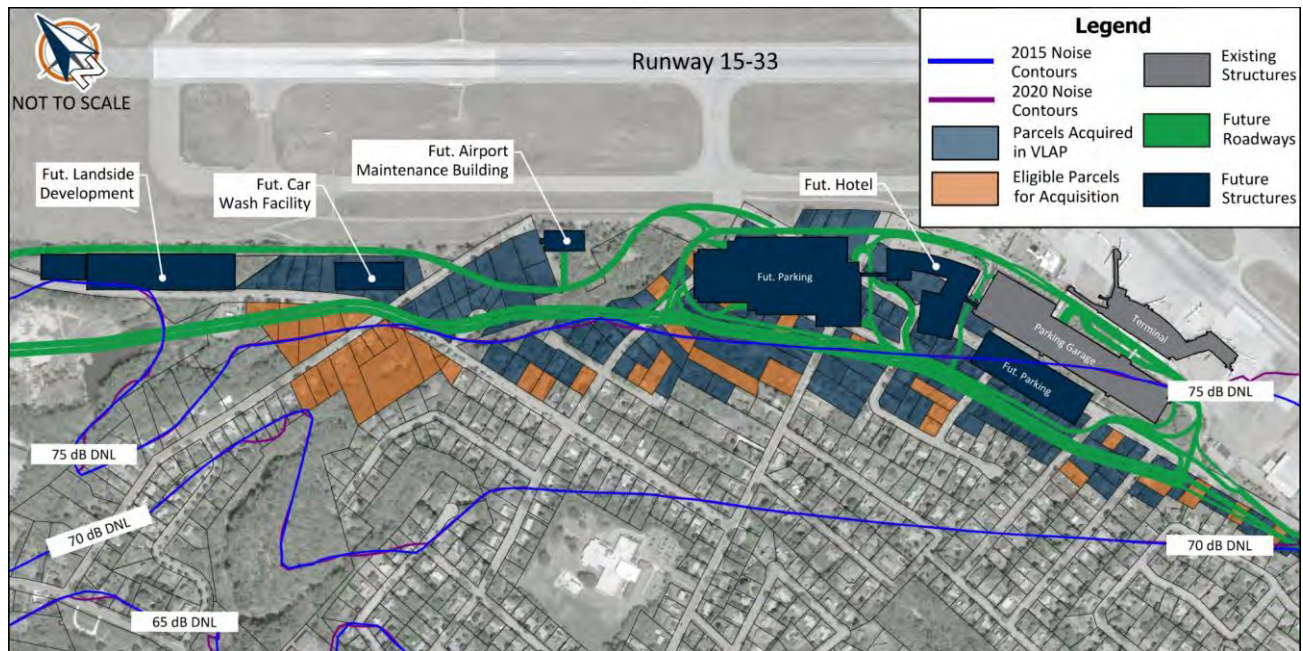 NOT TO SCALE
Runway 15-33
Legend
2015 Noise
Contours
2020 Noise
Contours
Parcels Acquired
in VLAP
Eligible Parcels
for Acquisition
Existing
Structures
Future
Roadways
Future
Structures
Fut. Landside
Development
Fut. Car
Wash Facility
Fut. Airport
Maintenance Building
Fut. Hotel
Fut. Parking
Terminal
Parking Garage
Fut. Parking
75 dB DNL
75 dB DNL
70 dB DNL
70 dB DNL
65 dB DNL